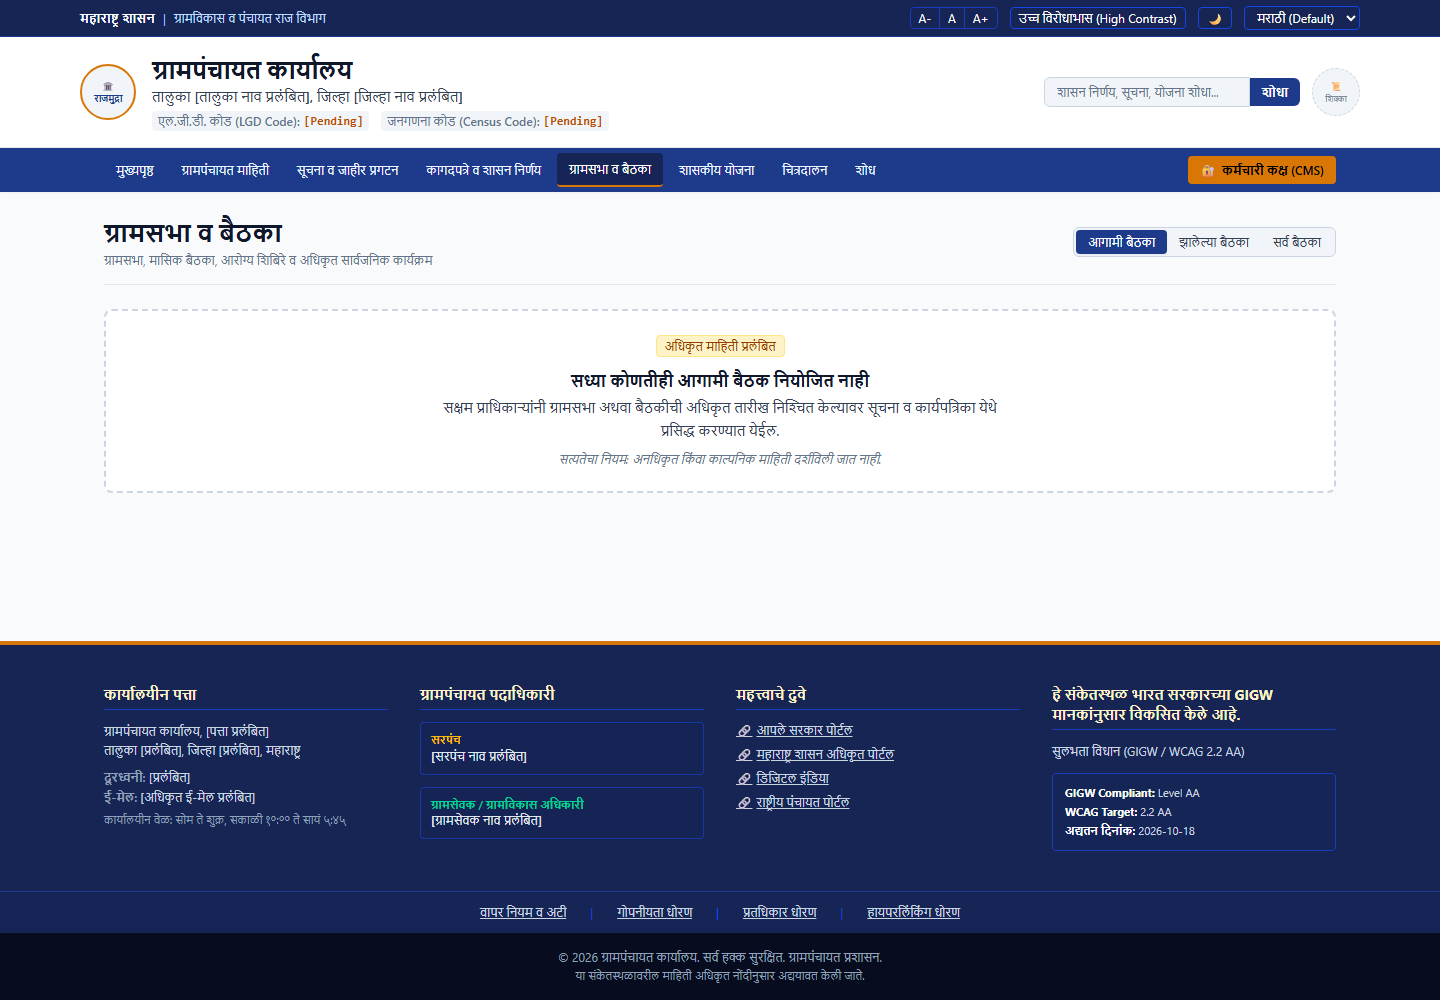 महाराष्ट्र शासन | ग्रामविकास व पंचायत राज विभाग
A- A A+ उच्च विरोधाभास (High Contrast) मराठी (Default)
राजमुद्रा
ग्रामपंचायत कार्यालय
तालुका [तालुका नाव प्रलंबित], जिल्हा [जिल्हा नाव प्रलंबित]
एल.जी.डी. कोड (LGD Code): [Pending] जनगणना कोड (Census Code): [Pending]
शासन निर्णय, सूचना, योजना शोधा... शोधा
शिक्का
मुख्यपृष्ठ ग्रामपंचायत माहिती सूचना व जाहीर प्रगटन कागदपत्रे व शासन निर्णय ग्रामसभा व बैठका शासकीय योजना चित्रदालन शोध कर्मचारी कक्ष (CMS)
ग्रामसभा व बैठका
ग्रामसभा, मासिक बैठका, आरोग्य शिबिरे व अधिकृत सार्वजनिक कार्यक्रम
आगामी बैठका झालेल्या बैठका सर्व बैठका
अधिकृत माहिती प्रलंबित
सध्या कोणतीही आगामी बैठक नियोजित नाही
सक्षम प्राधिकाऱ्यांनी ग्रामसभा अथवा बैठकीची अधिकृत तारीख निश्चित केल्यावर सूचना व कार्यपत्रिका येथे
प्रसिद्ध करण्यात येईल.
सत्यतेचा नियम: अनधिकृत किंवा काल्पनिक माहिती दर्शविली जात नाही.
कार्यालयीन पत्ता
ग्रामपंचायत कार्यालय, [पत्ता प्रलंबित]
तालुका [प्रलंबित], जिल्हा [प्रलंबित], महाराष्ट्र
दूरध्वनी: [प्रलंबित]
ई-मेल: [अधिकृत ई-मेल प्रलंबित]
कार्यालयीन वेळ: सोम ते शुक्र, सकाळी १०:०० ते सायं ५:४५
ग्रामपंचायत पदाधिकारी
सरपंच
[सरपंच नाव प्रलंबित]
ग्रामसेवक / ग्रामविकास अधिकारी
[ग्रामसेवक नाव प्रलंबित]
महत्त्वाचे दुवे
आपले सरकार पोर्टल
महाराष्ट्र शासन अधिकृत पोर्टल
डिजिटल इंडिया
राष्ट्रीय पंचायत पोर्टल
हे संकेतस्थळ भारत सरकारच्या GIGW
मानकांनुसार विकसित केले आहे.
सुलभता विधान (GIGW / WCAG 2.2 AA)
GIGW Compliant: Level AA
WCAG Target: 2.2 AA
अद्यतन दिनांक: 2026-10-18
वापर नियम व अटी | गोपनीयता धोरण | प्रतधिकार धोरण | हायपरलिंकिंग धोरण
© 2026 ग्रामपंचायत कार्यालय. सर्व हक्क सुरक्षित. ग्रामपंचायत प्रशासन.
या संकेतस्थळावरील माहिती अधिकृत नोंदीनुसार अद्ययावत केली जाते.